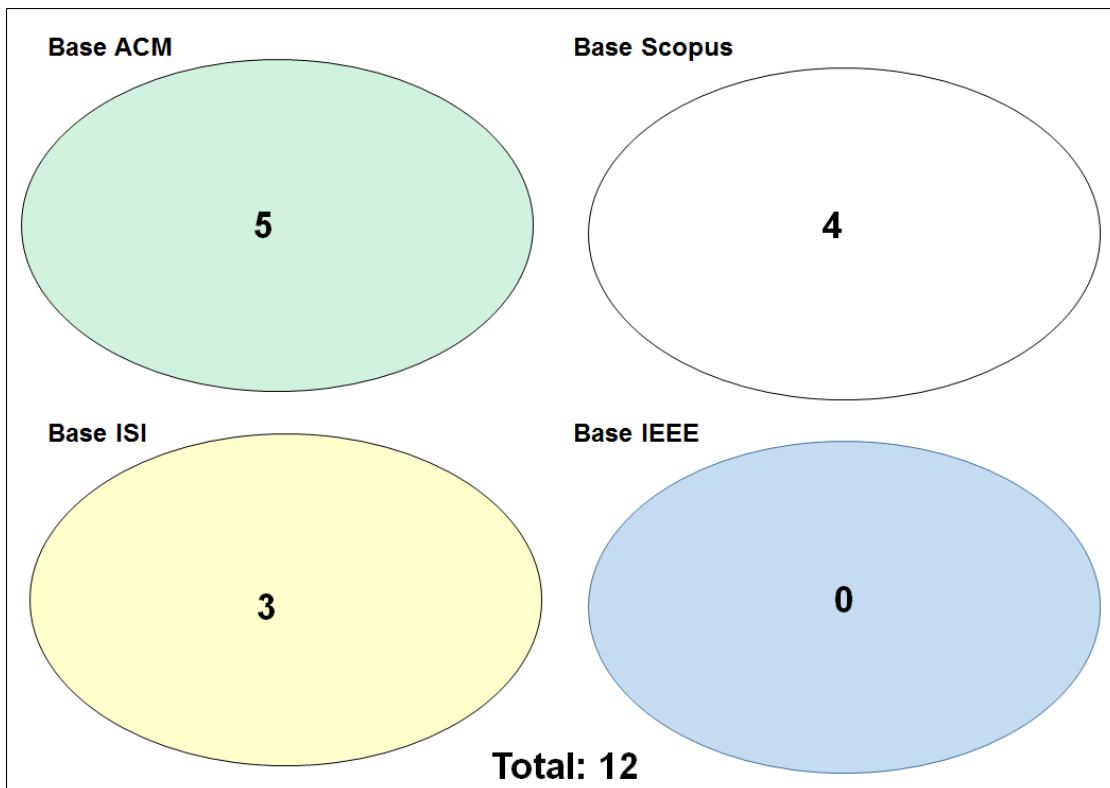 Base ACM
Base Scopus
5
4
Base ISI
Base IEEE
3
0
Total: 12